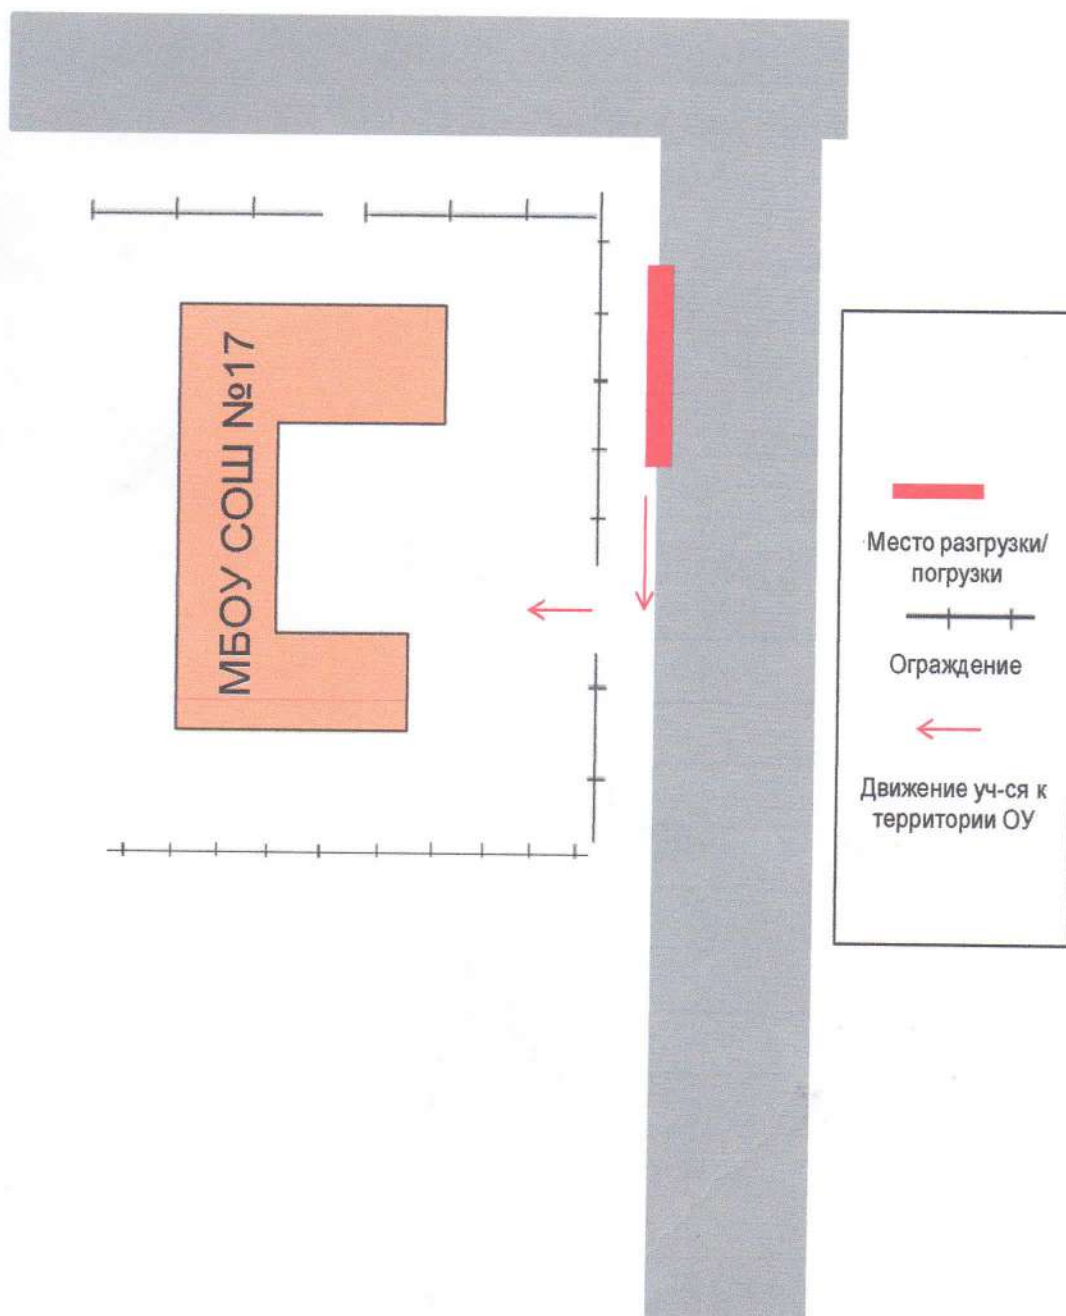 МБОУ СОШ №17
Место разгрузки/
погрузки
Ограждение
Движение уч-ся к
территории ОУ